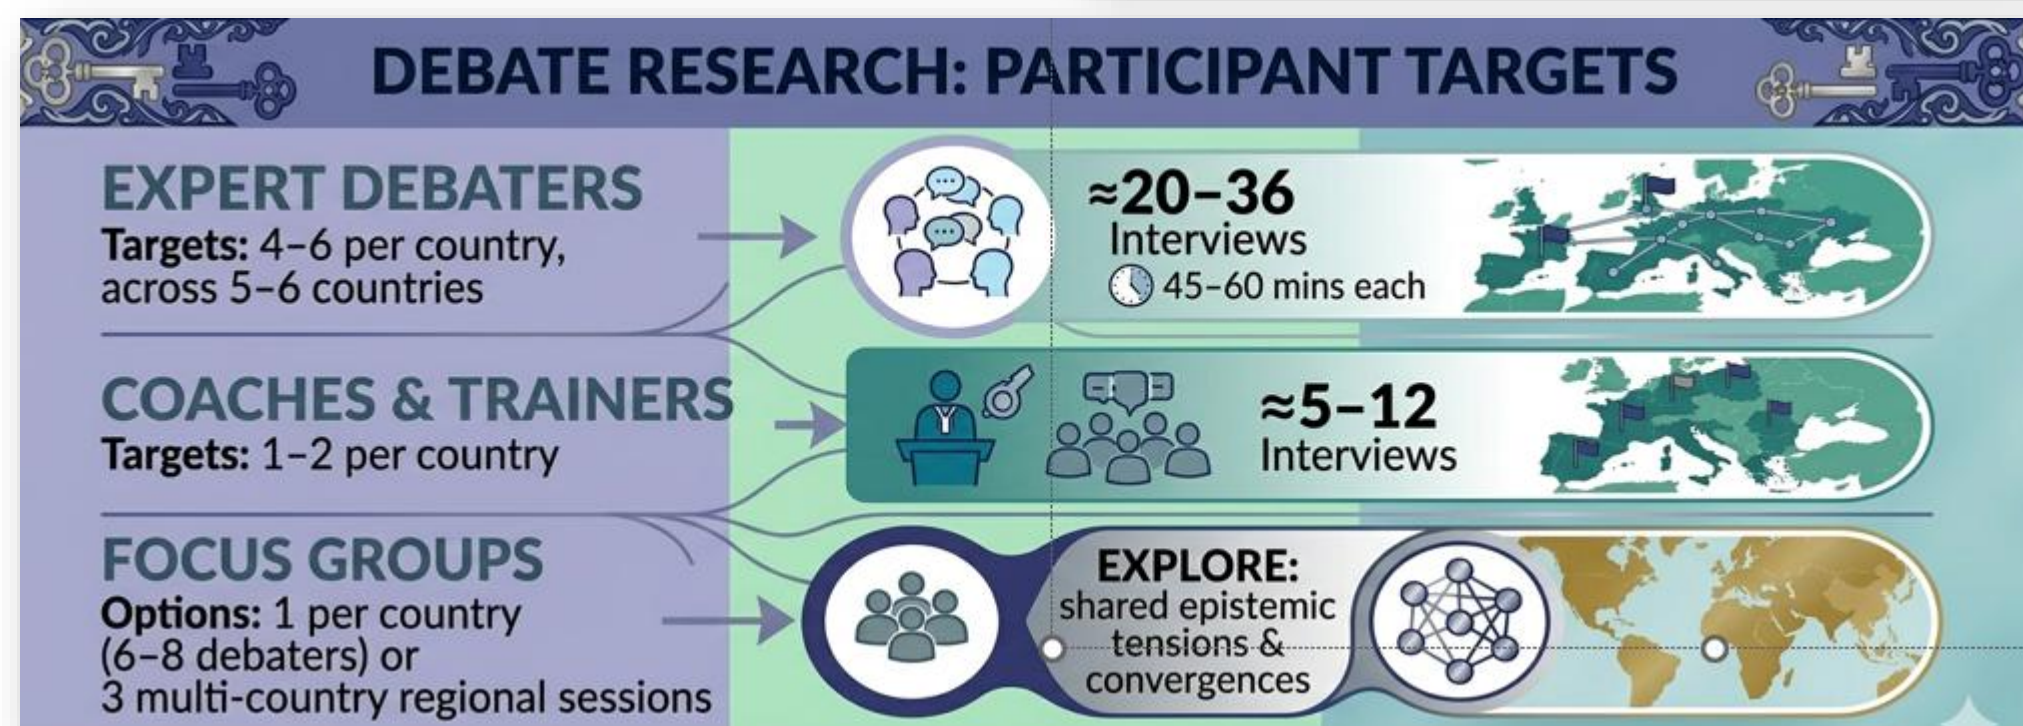 DEBATE RESEARCH: PARTICIPANT TARGETS
EXPERT DEBATERS
Targets: 4–6 per country,
across 5–6 countries
≈20–36
Interviews
45–60 mins each
COACHES & TRAINERS
Targets: 1–2 per country
≈5–12
Interviews
FOCUS GROUPS
Options: 1 per country
(6–8 debaters) or
3 multi-country regional sessions
EXPLORE:
shared epistemic
tensions &
convergences